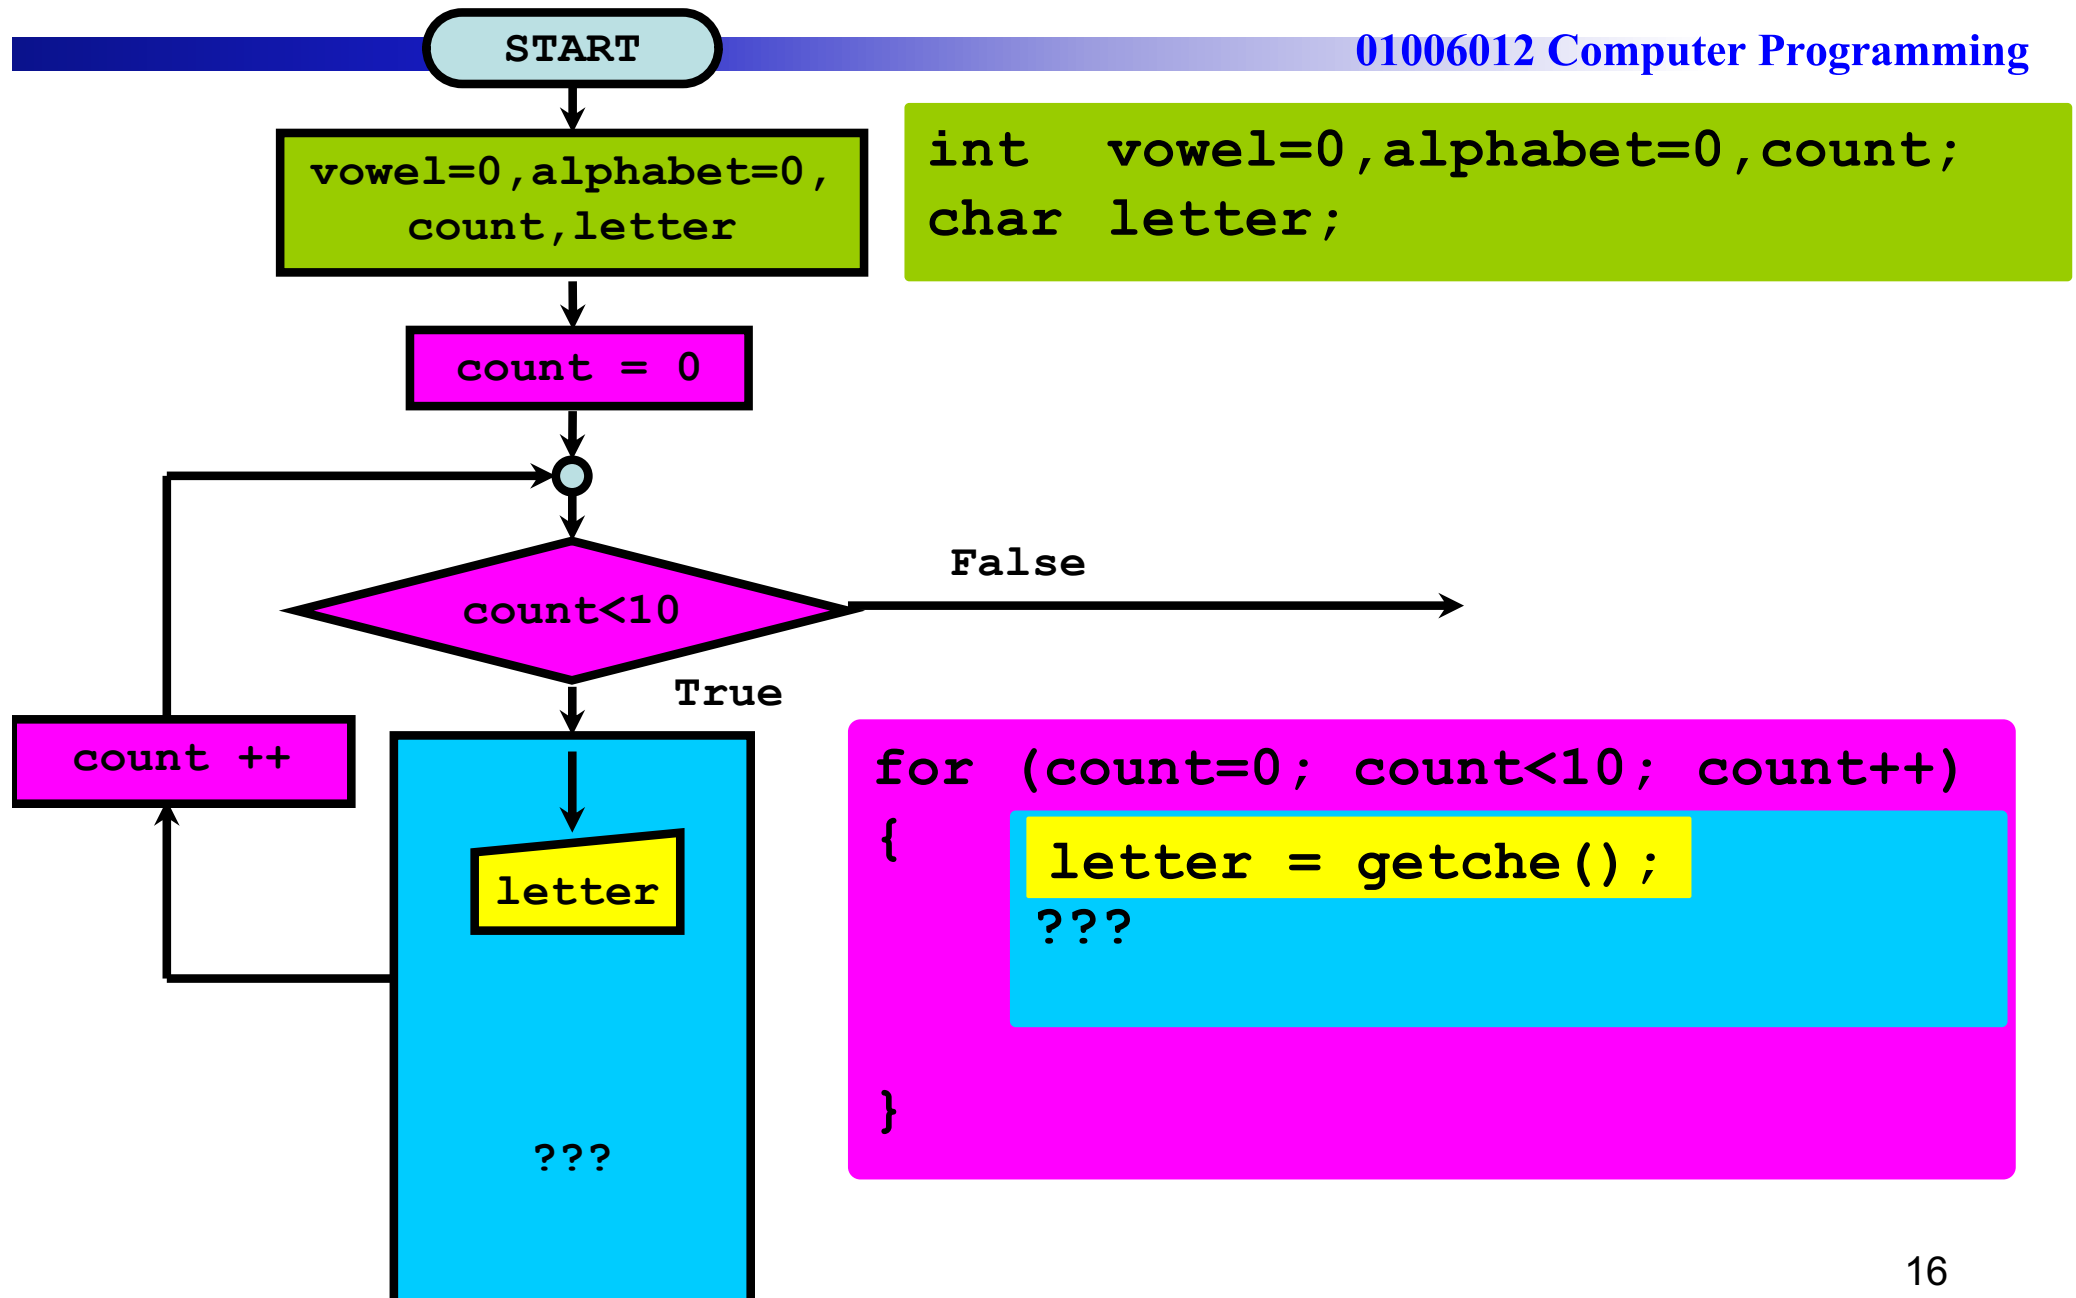 START
01006012 Computer Programming
vowel=0,alphabet=0,
count,letter
int vowel=0,alphabet=0,count;
char letter;
count = 0
count<10
False
True
count ++
letter
???
for (count=0; count<10; count++)
{
letter = getche();
???
}
16